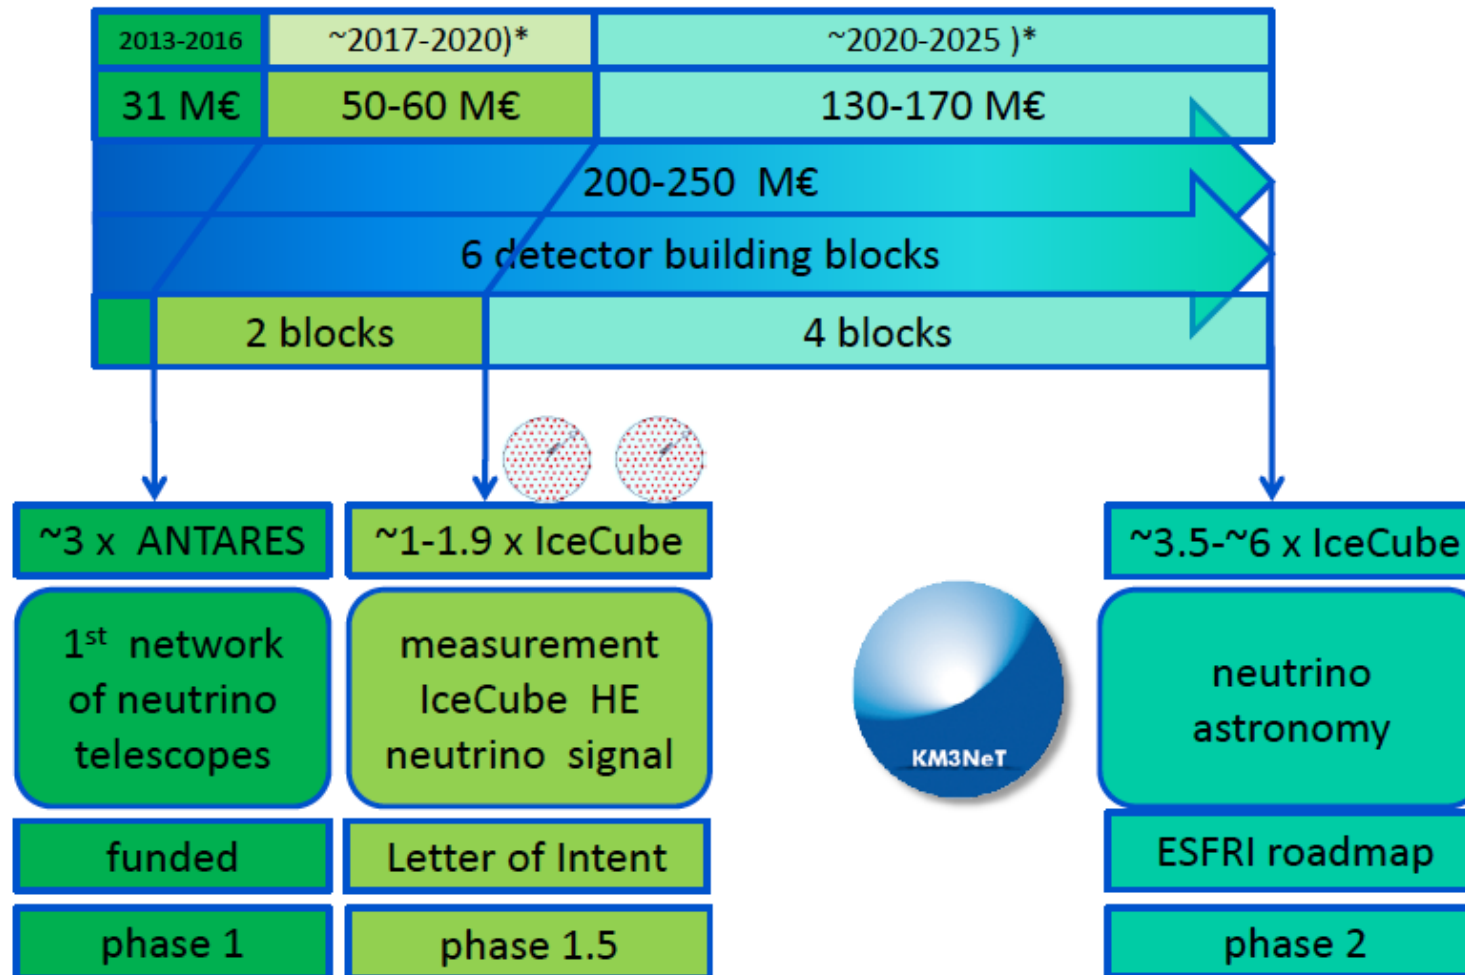 2013-2016 ~2017-2020)* ~2020-2025 )*
31 M€ 50-60 M€ 130-170 M€
200-250 M€
6 detector building blocks
2 blocks 4 blocks
~3 x ANTARES ~1-1.9 x IceCube ~3.5-~6 x IceCube
1st network
of neutrino
telescopes
measurement
IceCube HE
neutrino signal
KM3NeT
neutrino
astronomy
funded Letter of Intent ESFRI roadmap
phase 1 phase 1.5 phase 2